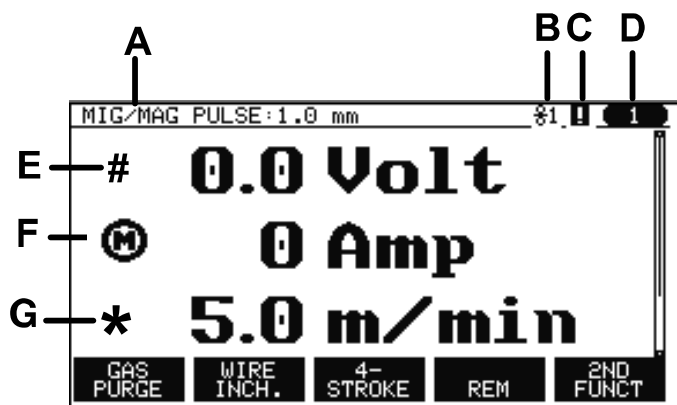 A B C D
MIG/MAG PULSE:1.0 mm 1 ! 1
E # 0.0 Volt
F M 0 Amp
G * 5.0 m/min
GAS PURGE
WIRE INCH.
4-STROKE
REM
2ND FUNCT